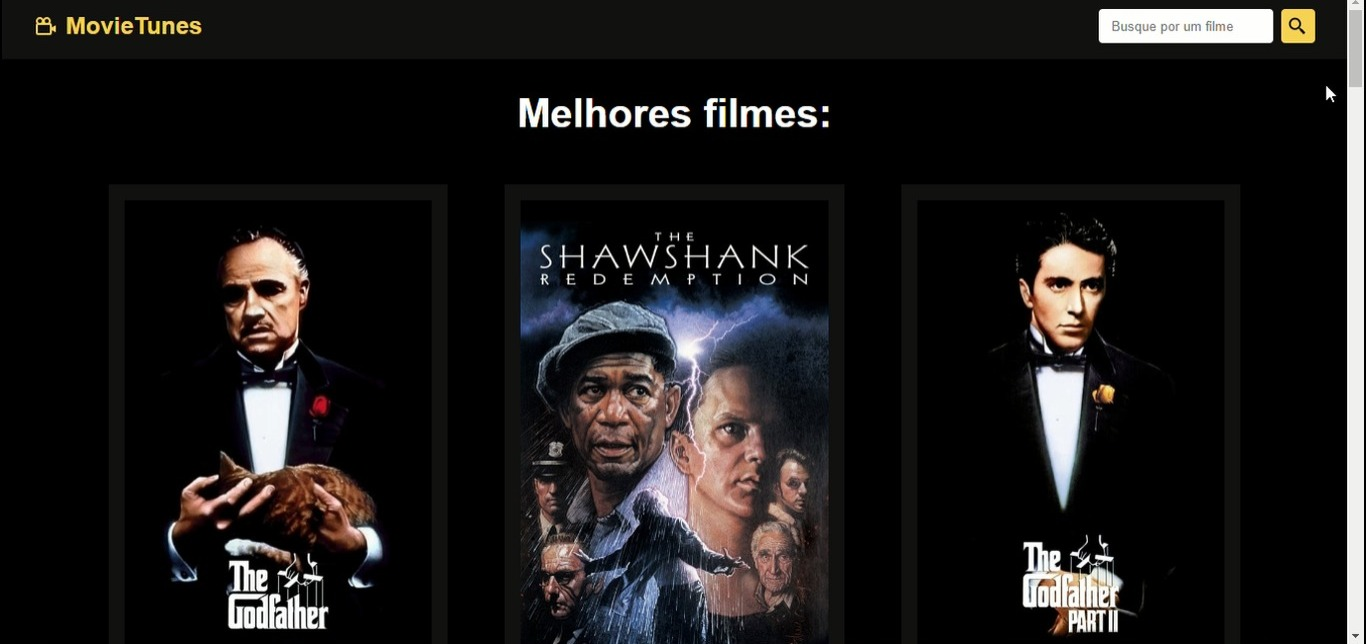 MovieTunes
Busque por um filme
Melhores filmes:
THE
SHAWSHANK
REDEMPTION
The
Godfather
The
Godfather
PART II